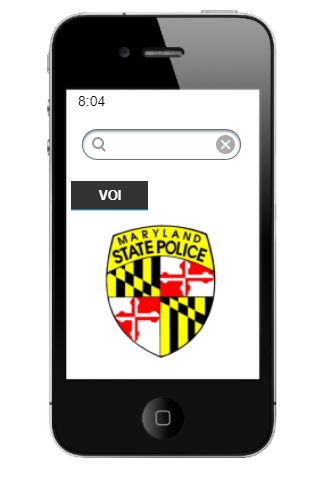 8:04
VOI
MARYLAND
STATE POLICE